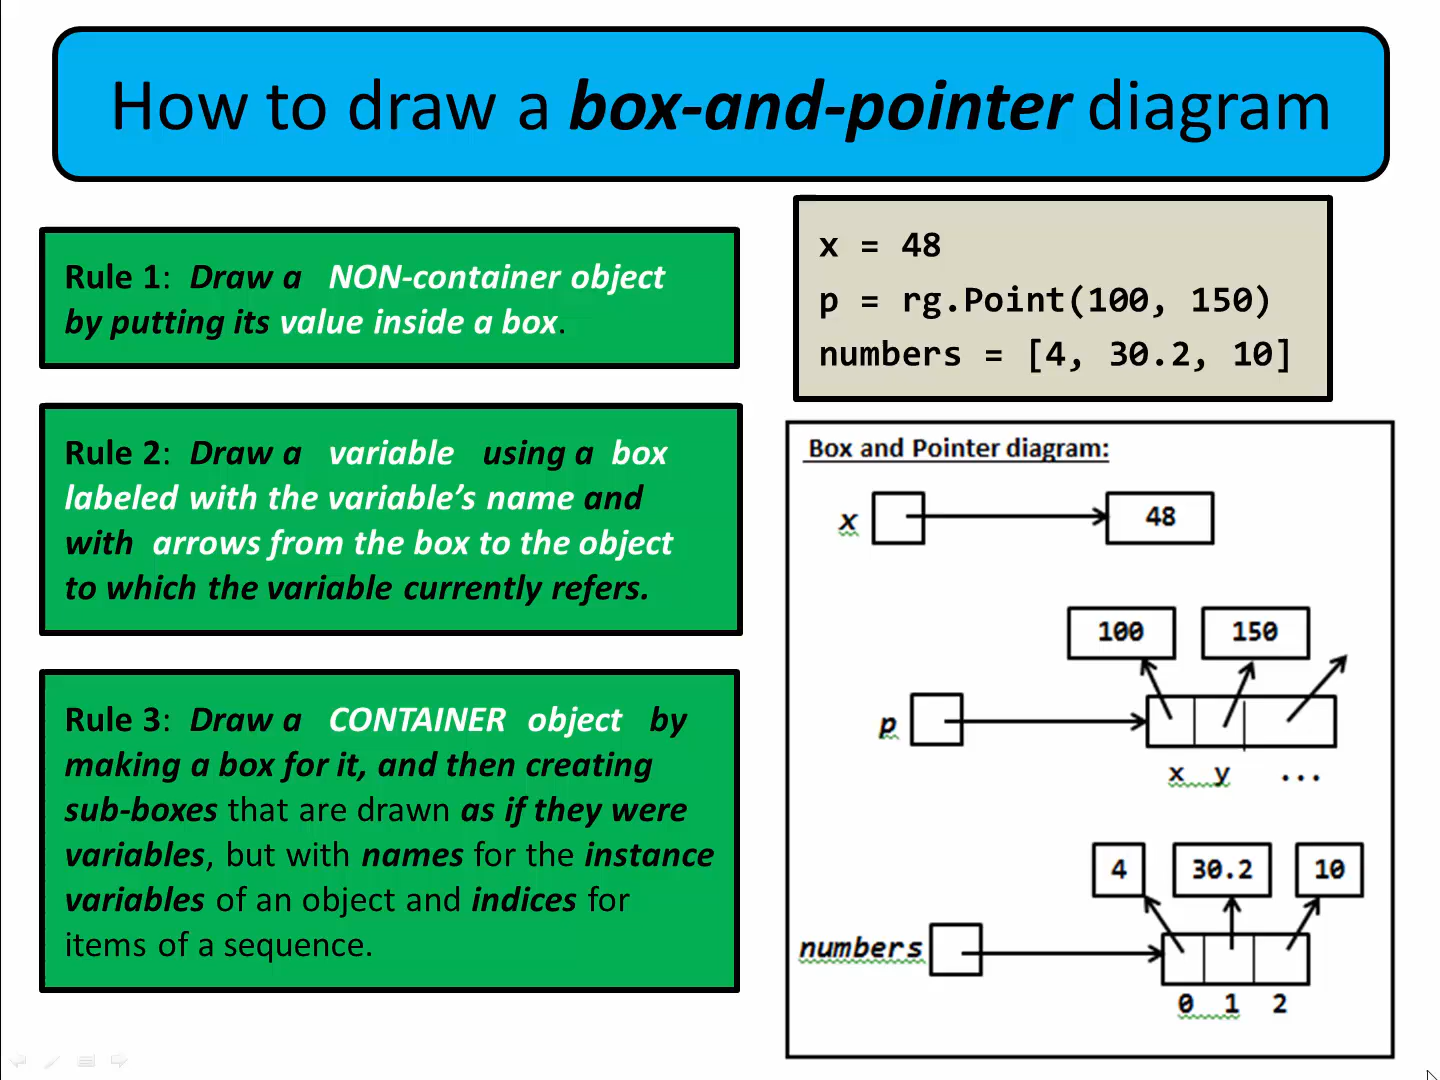 How to draw a box-and-pointer diagram
Rule 1: Draw a NON-container object
by putting its value inside a box.
Rule 2: Draw a variable using a box
labeled with the variable's name and
with arrows from the box to the object
to which the variable currently refers.
Rule 3: Draw a CONTAINER object by
making a box for it, and then creating
sub-boxes that are drawn as if they were
variables, but with names for the instance
variables of an object and indices for
items of a sequence.
x = 48
p = rg.Point(100, 150)
numbers = [4, 30.2, 10]
Box and Pointer diagram:
x 48
100 150
p
x y ...
4 30.2 10
numbers
0 1 2